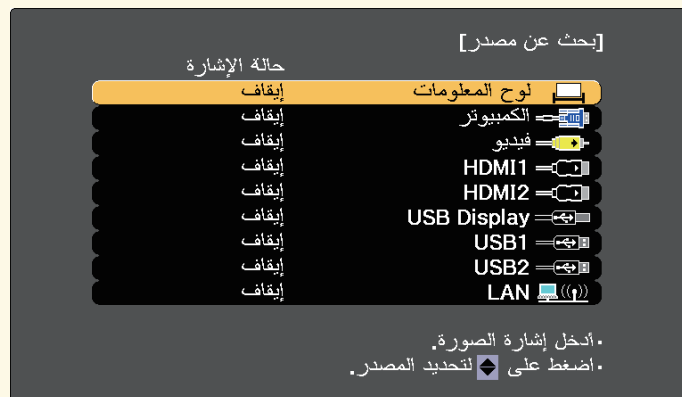 [بحث عن مصدر]
حالة الإشارة
لوح المعلومات إيقاف
الكمبيوتر إيقاف
فيديو إيقاف
HDMI1 إيقاف
HDMI2 إيقاف
USB Display إيقاف
USB1 إيقاف
USB2 إيقاف
LAN إيقاف
·أدخل إشارة الصورة.
·اضغط على لتحديد المصدر.